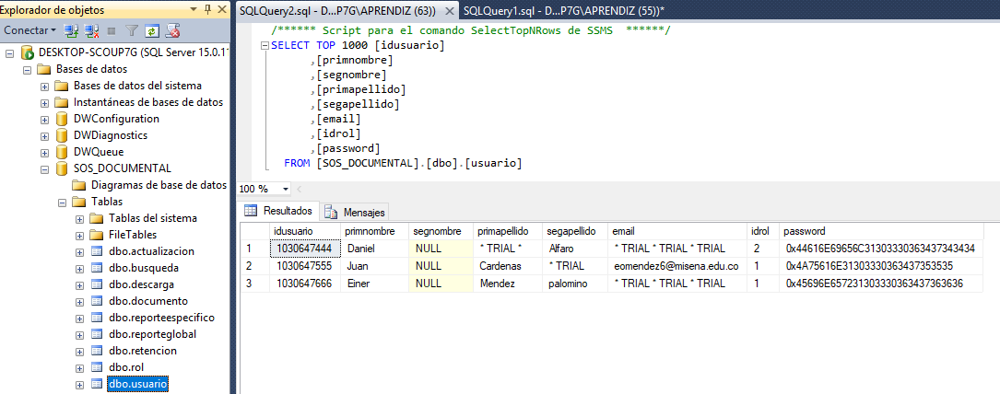 Explorador de objetos
Conectar
DESKTOP-SCOUP7G (SQL Server 15.0.1
Bases de datos
Bases de datos del sistema
Instantáneas de bases de datos
DWConfiguration
DWDiagnostics
DWQueue
SOS_DOCUMENTAL
Diagramas de base de datos
Tablas
Tablas del sistema
FileTables
dbo.actualizacion
dbo.busqueda
dbo.descarga
dbo.documento
dbo.reporteespecifico
dbo.reporteglobal
dbo.retencion
dbo.rol
dbo.usuario
SQLQuery2.sql - D...P7G\APRENDIZ (63)) SQLQuery1.sql - D...P7G\APRENDIZ (55))*
/****** Script para el comando SelectTopNRows de SSMS ******/
SELECT TOP 1000 [idusuario]
,[primnombre]
,[segnombre]
,[primapellido]
,[segapellido]
,[email]
,[idrol]
,[password]
FROM [SOS_DOCUMENTAL].[dbo].[usuario]
100 %
Resultados Mensajes
idusuario primnombre segnombre primapellido segapellido email idrol password
1 1030647444 Daniel NULL * TRIAL * Alfaro * TRIAL * TRIAL * TRIAL 2 0x44616E69656C31303330363437343434
2 1030647555 Juan NULL Cardenas * TRIAL eomendez6@misena.edu.co 1 0x4A75616E31303330363437353535
3 1030647666 Einer NULL Mendez palomino * TRIAL * TRIAL * TRIAL 1 0x45696E657231303330363437363636